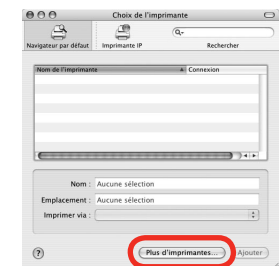 Choix de l'imprimante
Navigateur par défaut Imprimante IP Rechercher
Nom de l'imprimante Connexion
Nom : Aucune sélection
Emplacement : Aucune sélection
Imprimer via :
? Plus d'imprimantes... Ajouter